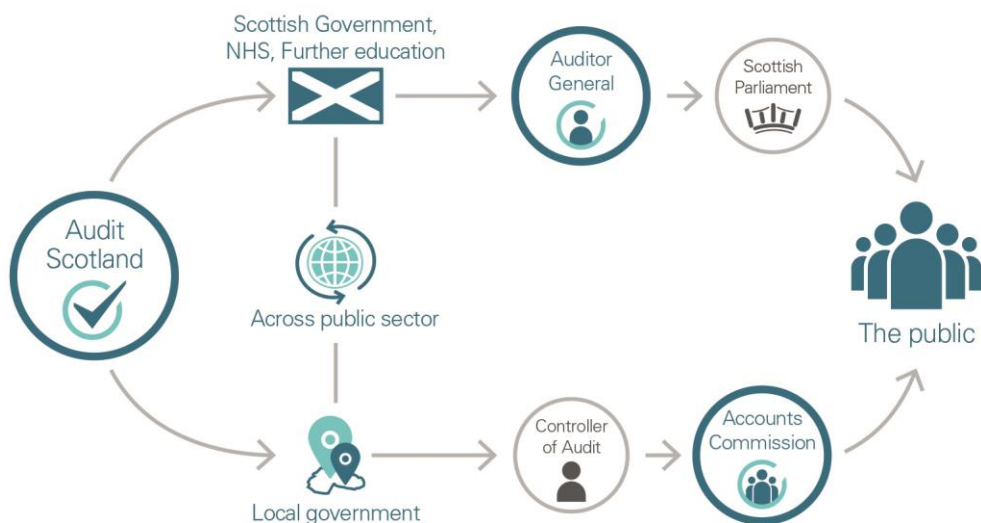 Scottish Government,
NHS, Further education
Auditor
General
Scottish
Parliament
Audit
Scotland
Across public sector
The public
Local government
Controller
of Audit
Accounts
Commission